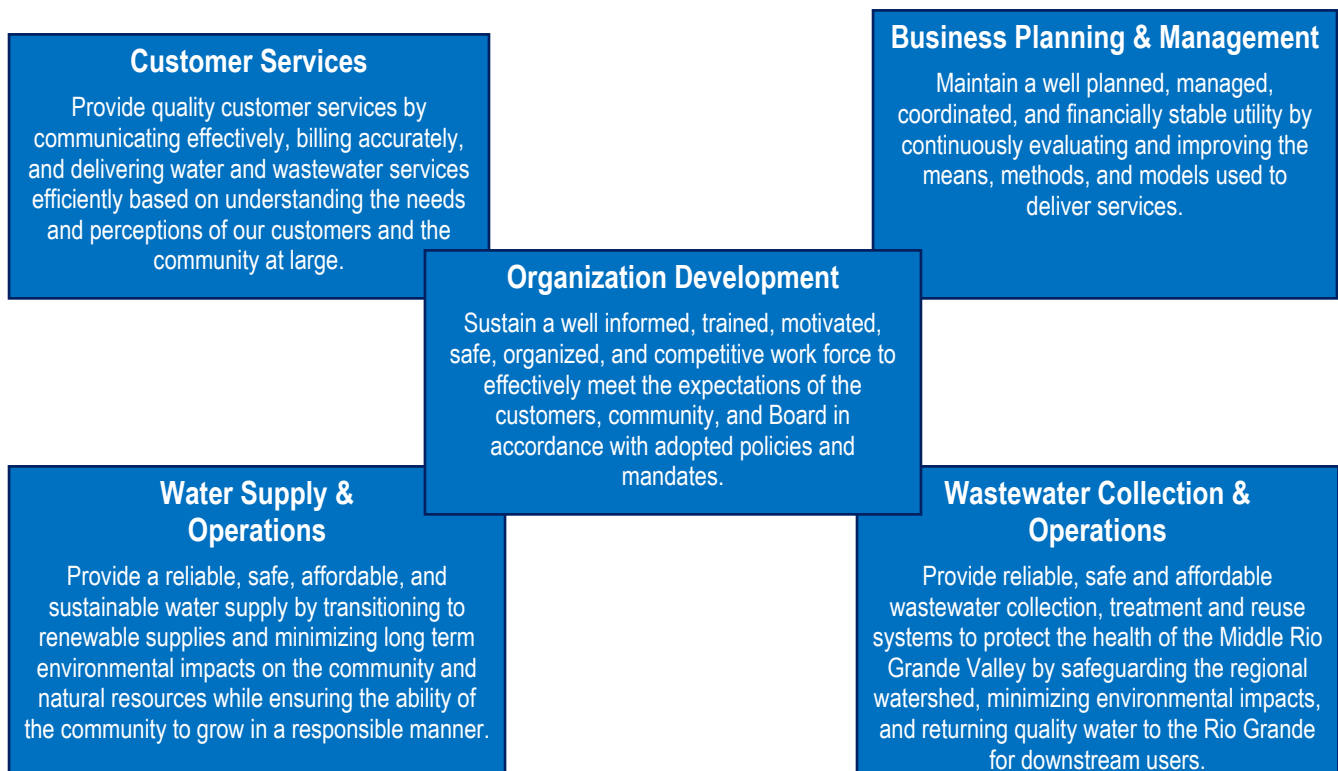 Customer Services
Provide quality customer services by
communicating effectively, billing accurately,
and delivering water and wastewater services
efficiently based on understanding the needs
and perceptions of our customers and the
community at large.
Business Planning & Management
Maintain a well planned, managed,
coordinated, and financially stable utility by
continuously evaluating and improving the
means, methods, and models used to
deliver services.
Organization Development
Sustain a well informed, trained, motivated,
safe, organized, and competitive work force to
effectively meet the expectations of the
customers, community, and Board in
accordance with adopted policies and
mandates.
Water Supply &
Operations
Provide a reliable, safe, affordable, and
sustainable water supply by transitioning to
renewable supplies and minimizing long term
environmental impacts on the community and
natural resources while ensuring the ability of
the community to grow in a responsible manner.
Wastewater Collection &
Operations
Provide reliable, safe and affordable
wastewater collection, treatment and reuse
systems to protect the health of the Middle Rio
Grande Valley by safeguarding the regional
watershed, minimizing environmental impacts,
and returning quality water to the Rio Grande
for downstream users.